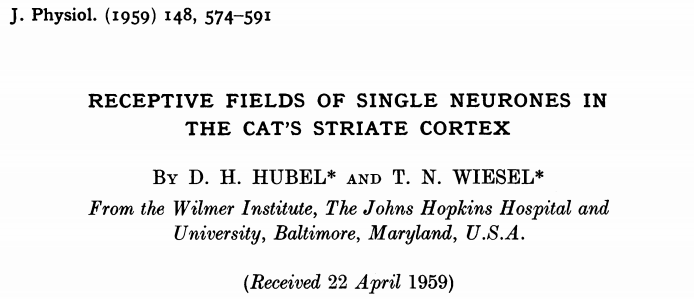 J. Physiol. (1959) 148, 574–591
RECEPTIVE FIELDS OF SINGLE NEURONES IN
THE CAT'S STRIATE CORTEX
By D. H. HUBEL* AND T. N. WIESEL*
From the Wilmer Institute, The Johns Hopkins Hospital and
University, Baltimore, Maryland, U.S.A.
(Received 22 April 1959)